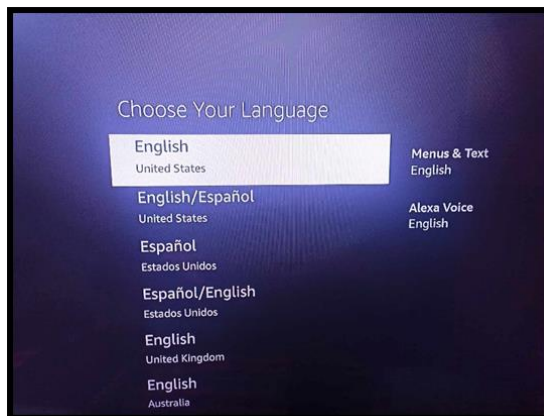 Choose Your Language
English
United States
English/Español
United States
Español
Estados Unidos
Español/English
Estados Unidos
English
United Kingdom
English
Australia
Menus & Text
English
Alexa Voice
English